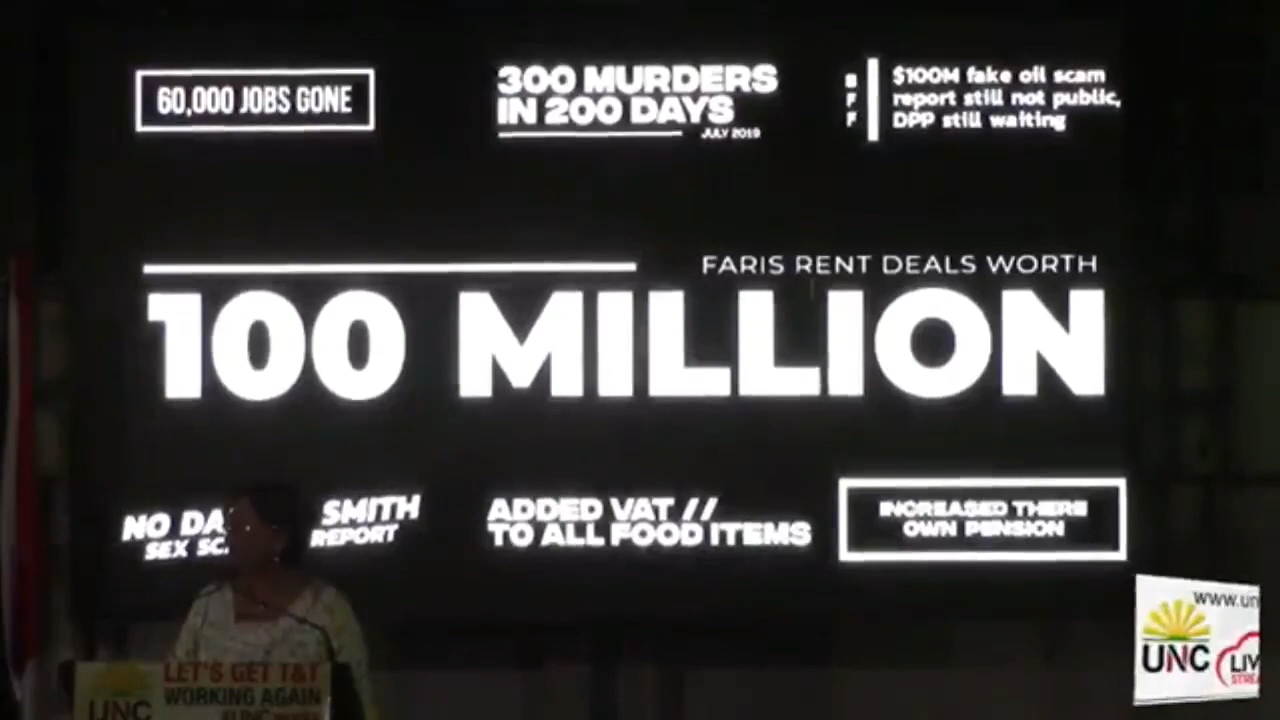 60,000 JOBS GONE
300 MURDERS
IN 200 DAYS
JULY 2019
$100M fake oil scam
report still not public,
DPP still waiting
FARIS RENT DEALS WORTH
100 MILLION
NO SMITH
SEX REPORT
ADDED VAT //
TO ALL FOOD ITEMS
INCREASED THERE
OWN PENSION
LET'S GET T&T
WORKING AGAIN
UNC
www.un
UNC
LIV
STREA